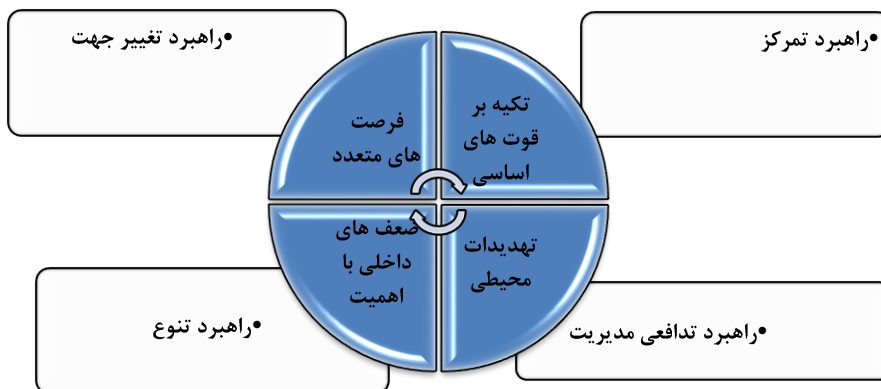 •راهبرد تمرکز
•راهبرد تغییر جهت
تکیه بر
قوت های
اساسی
فرصت
های متعدد
تهدیدات
محیطی
ضعف های
داخلی با
اهمیت
•راهبرد تدافعی مدیریت
•راهبرد تنوع